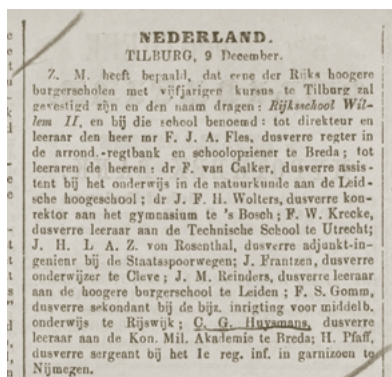 NEDERLAND.
TILBURG, 9 December.
Z. M. heeft bepaald, dat eene der Rijks hoogere
burgerscholen met vijfjarigen kursus te Tilburg zal
gevestigd zijn en den naam dragen: Rijksschool Wil-
lem II, en bij die school benoemd: tot direkteur en
leeraar den heer mr F. J. A. Fles, dusverre regter in
de arrond.-regtbank en schoolopziener te Breda; tot
leeraren de heeren: dr F. van Calker, dusverre assis-
tent bij het onderwijs in de natuurkunde aan de Leid-
sche hoogeschool; dr J. F. H. Wolters, dusverre kon-
rektor aan het gymnasium te 's Bosch; F. W. Krecke,
dusverre leeraar aan de Technische School te Utrecht;
J. H. L A. Z. von Rosenthal, dusverre adjunkt-in-
genieur bij de Staatsspoorwegen; J. Frantzen, dusverre
onderwijzer te Cleve; J. M. Reinders, dusverre leeraar
aan de hoogere burgerschool te Leiden; F. S. Gomm,
dusverre sekondant bij de bijz. inrigting voor middelb.
onderwijs te Rijswijk; C. G. Huysmans, dusverre
leeraar aan de Kon. Mil. Akademie te Breda; H. Pfaff,
dusverre sergeant bij het 1e reg. inf. in garnizoen te
Nijmegen.